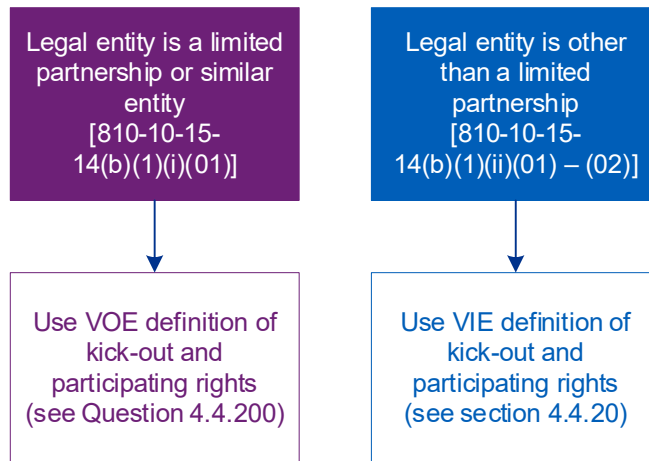 Legal entity is a limited
partnership or similar
entity
[810-10-15-
14(b)(1)(i)(01)]
Use VOE definition of
kick-out and
participating rights
(see Question 4.4.200)
Legal entity is other
than a limited
partnership
[810-10-15-
14(b)(1)(ii)(01) – (02)]
Use VIE definition of
kick-out and
participating rights
(see section 4.4.20)